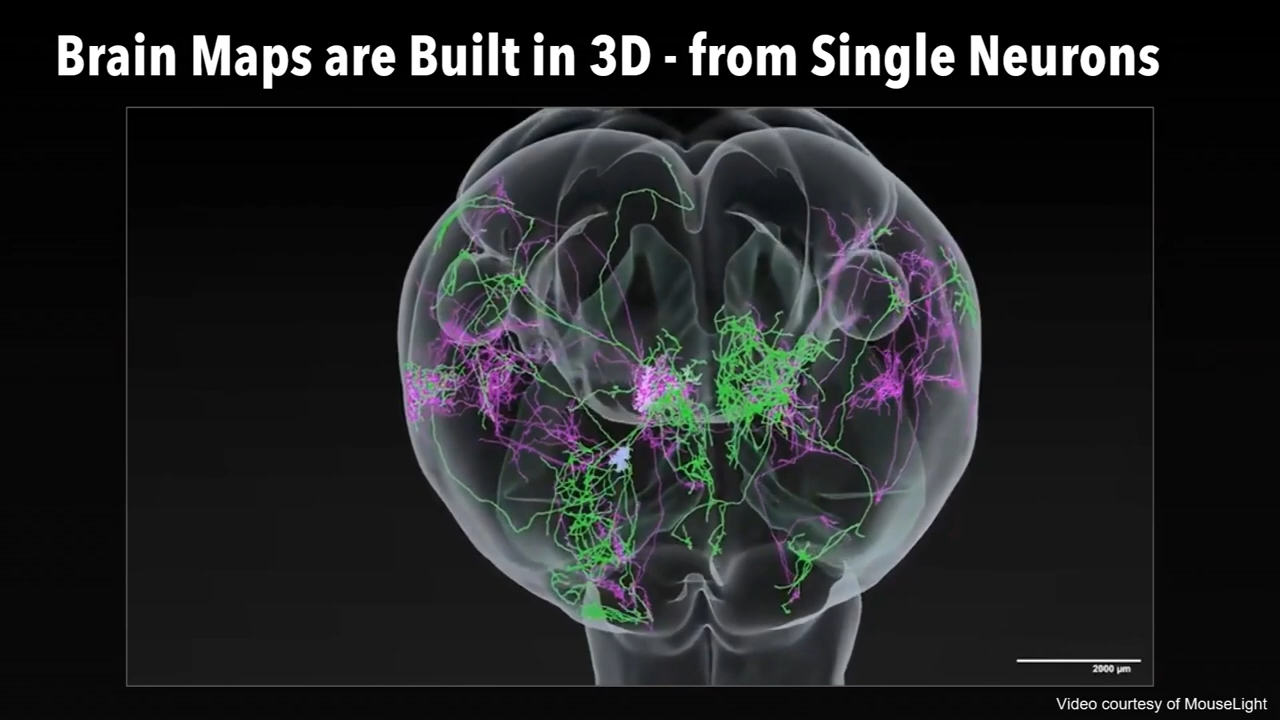 Brain Maps are Built in 3D - from Single Neurons
2000 µm
Video courtesy of MouseLight